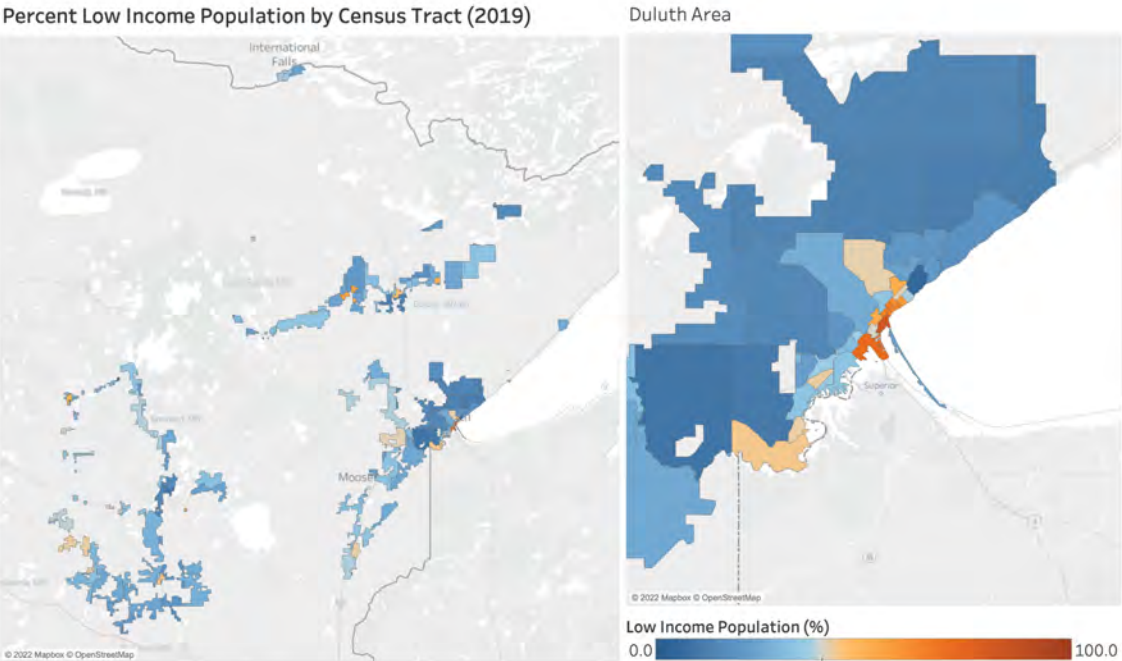 Percent Low Income Population by Census Tract (2019)
International
Falls
Moose
© 2022 Mapbox © OpenStreetMap
Duluth Area
Superior
© 2022 Mapbox © OpenStreetMap
Low Income Population (%)
0.0
100.0